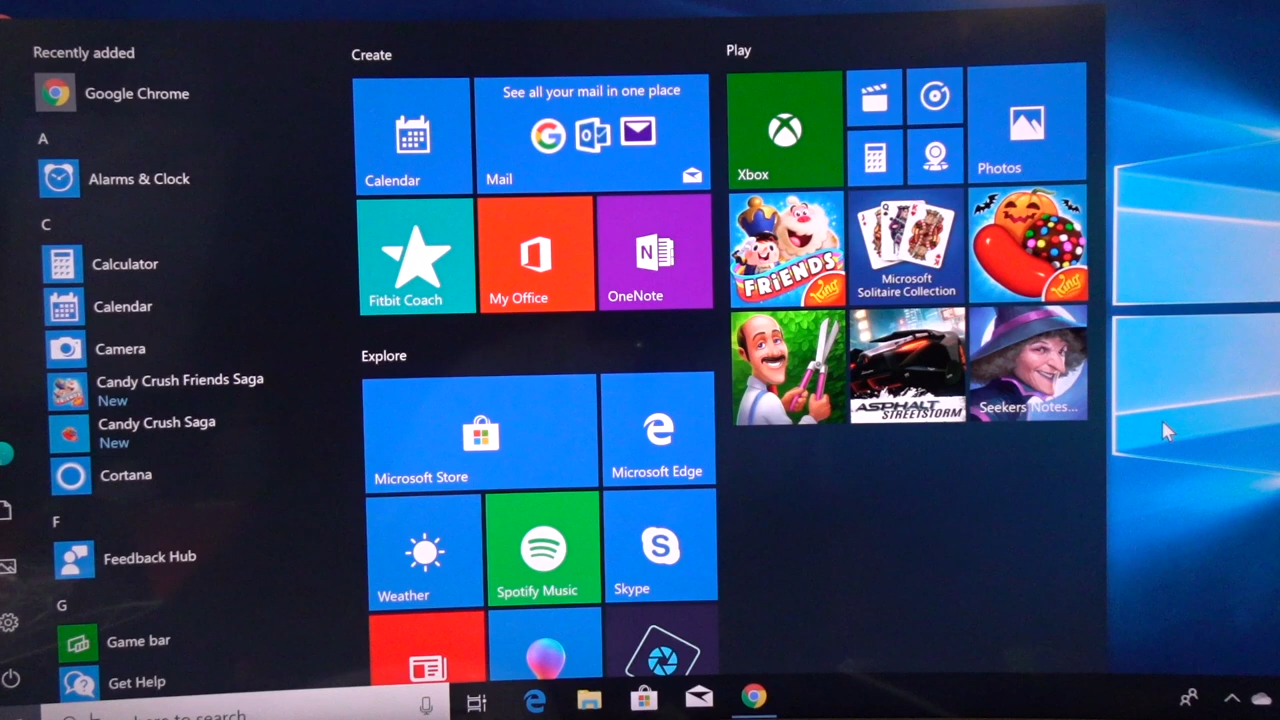 Recently added
Google Chrome
A
Alarms & Clock
C
Calculator
Calendar
Camera
Candy Crush Friends Saga
New
Candy Crush Saga
New
Cortana
F
Feedback Hub
G
Game bar
Get Help
here to search
Create
Calendar
See all your mail in one place
Mail
Fitbit Coach
My Office
OneNote
Explore
Microsoft Store
Microsoft Edge
Weather
Spotify Music
Skype
Play
Xbox
Photos
FRIENDS
King
Microsoft
Solitaire Collection
King
ASPHALT
STREETSTORM
Seekers Notes...